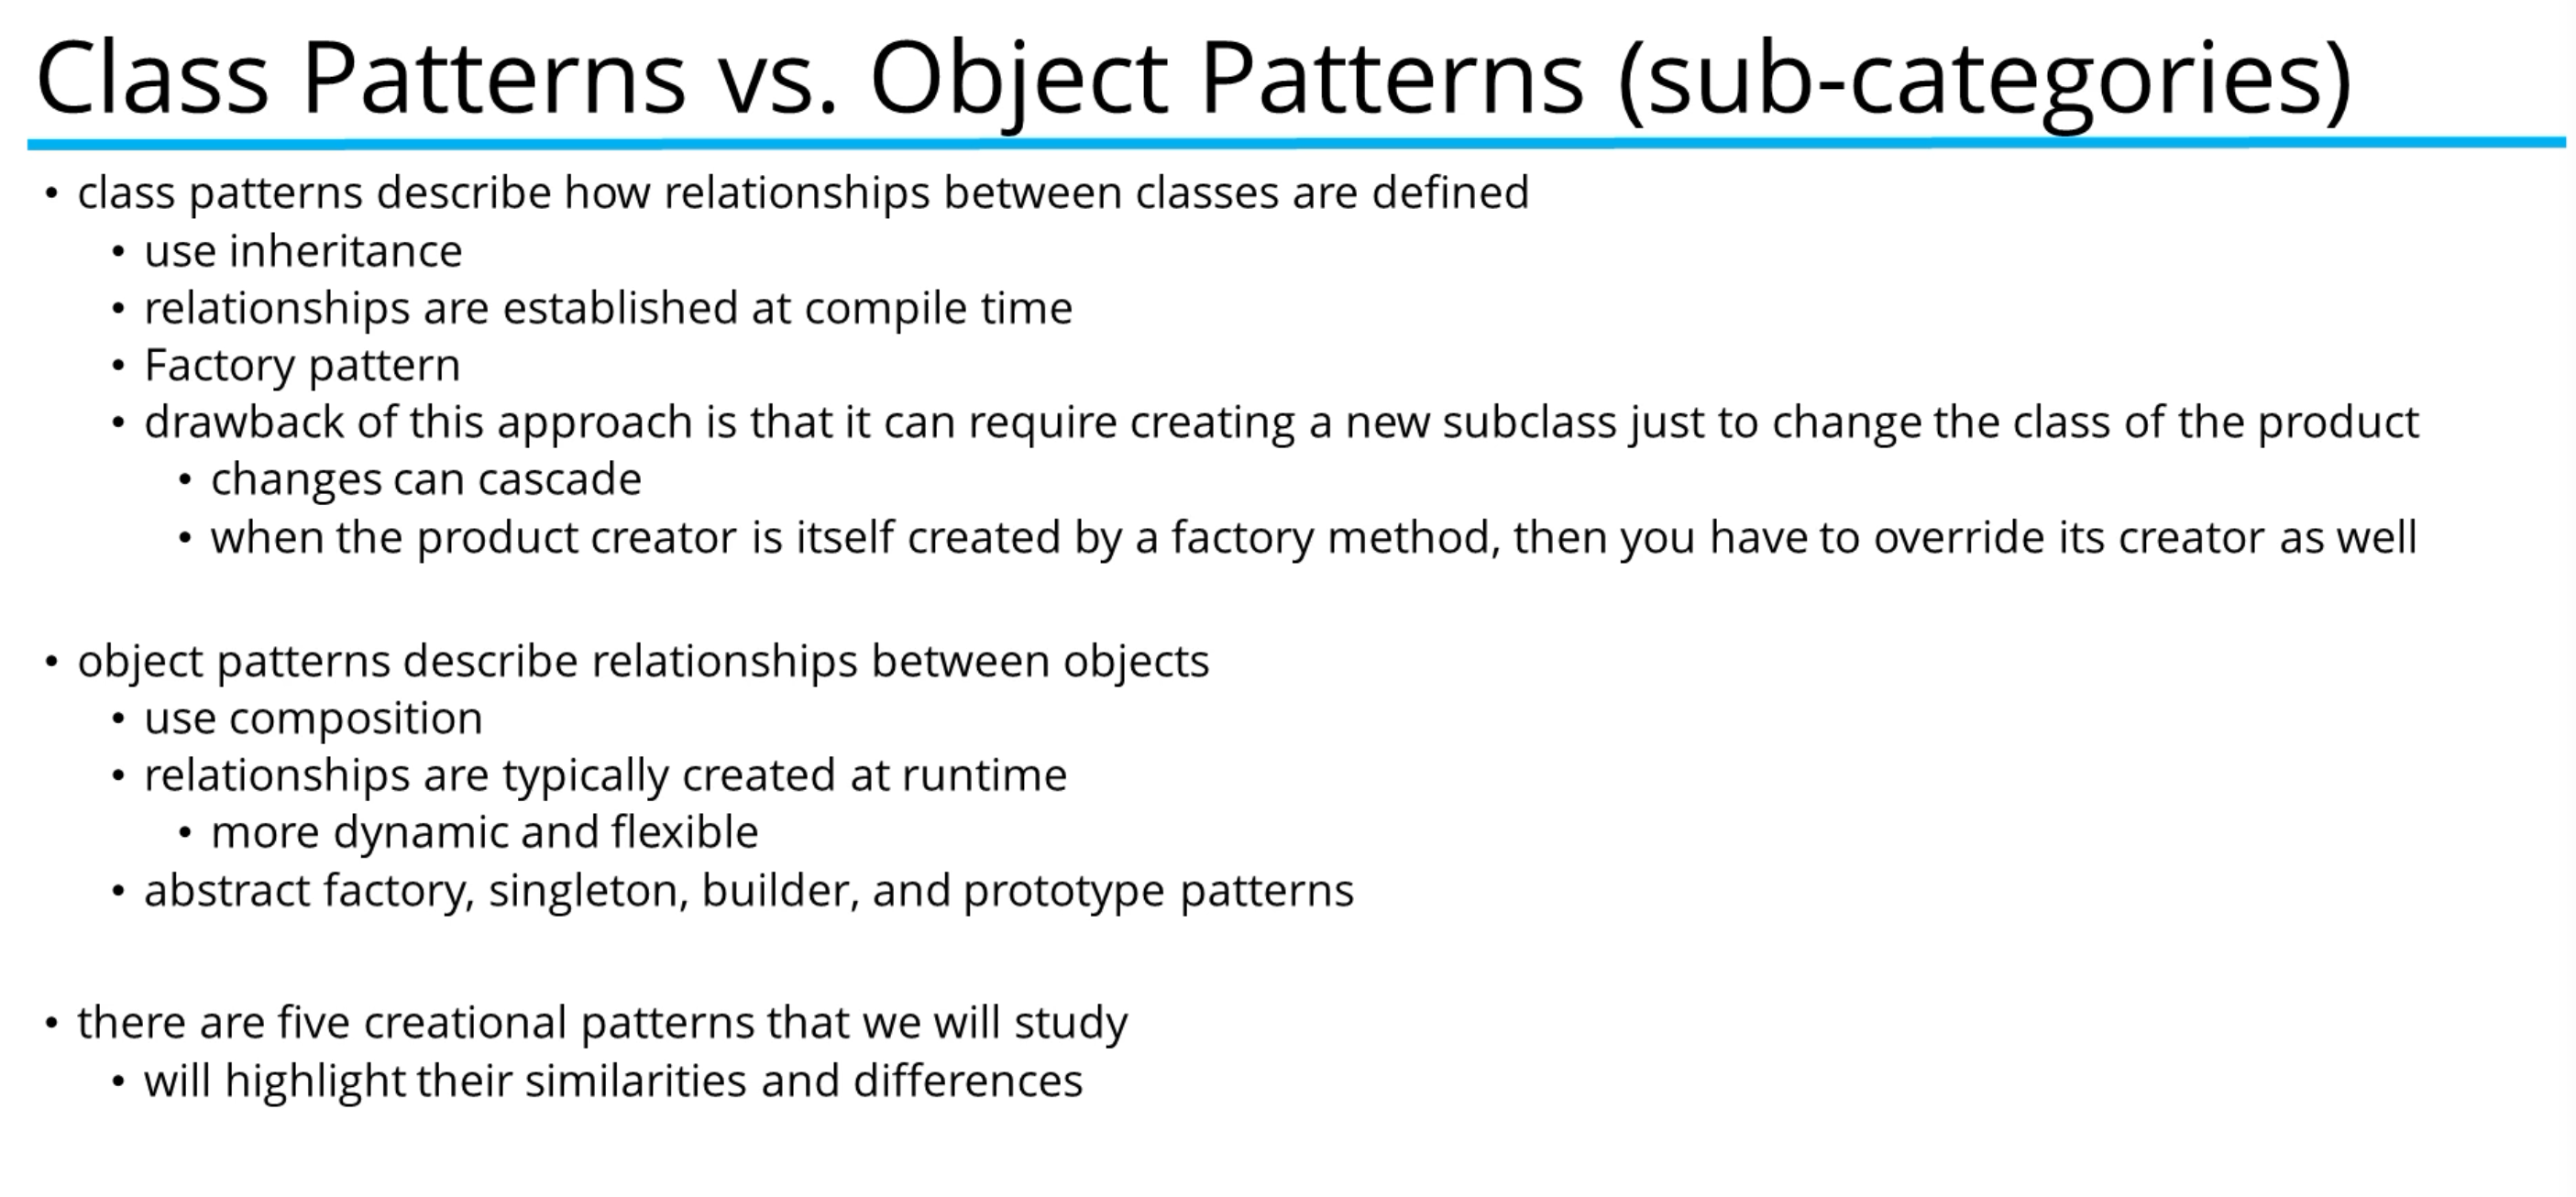 Class Patterns vs. Object Patterns (sub-categories)
• class patterns describe how relationships between classes are defined
• use inheritance
• relationships are established at compile time
• Factory pattern
• drawback of this approach is that it can require creating a new subclass just to change the class of the product
• changes can cascade
• when the product creator is itself created by a factory method, then you have to override its creator as well
• object patterns describe relationships between objects
• use composition
• relationships are typically created at runtime
• more dynamic and flexible
• abstract factory, singleton, builder, and prototype patterns
• there are five creational patterns that we will study
• will highlight their similarities and differences